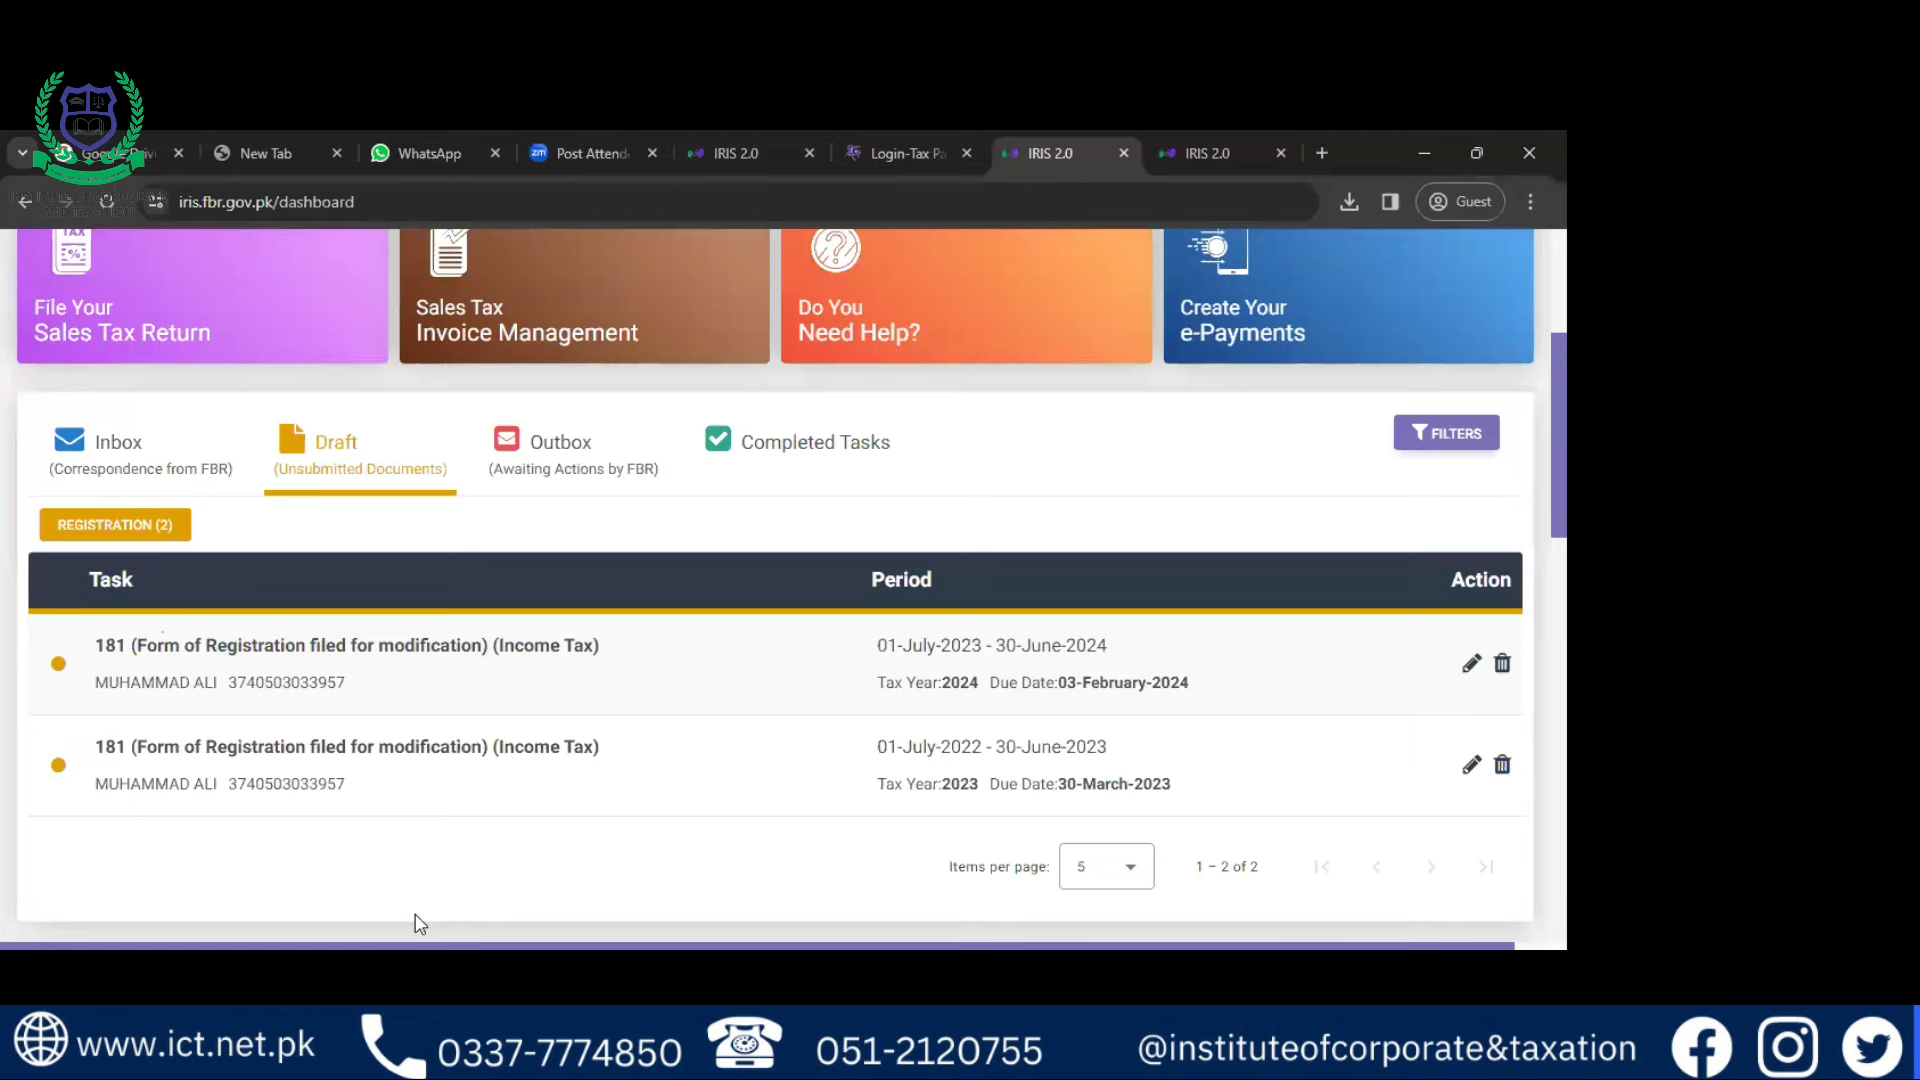 Google Drive
New Tab
WhatsApp
Post Attend
IRIS 2.0
Login-Tax Pa
IRIS 2.0
IRIS 2.0
iris.fbr.gov.pk/dashboard
Guest
TAX
File Your
Sales Tax Return
Sales Tax
Invoice Management
Do You
Need Help?
Create Your
e-Payments
Inbox
(Correspondence from FBR)
Draft
(Unsubmitted Documents)
Outbox
(Awaiting Actions by FBR)
Completed Tasks
FILTERS
REGISTRATION (2)
Task Period Action
181 (Form of Registration filed for modification) (Income Tax) 01-July-2023 - 30-June-2024
MUHAMMAD ALI 3740503033957 Tax Year:2024 Due Date:03-February-2024
181 (Form of Registration filed for modification) (Income Tax) 01-July-2022 - 30-June-2023
MUHAMMAD ALI 3740503033957 Tax Year:2023 Due Date:30-March-2023
Items per page: 5 1 – 2 of 2
www.ict.net.pk 0337-7774850 051-2120755 @instituteofcorporate&taxation